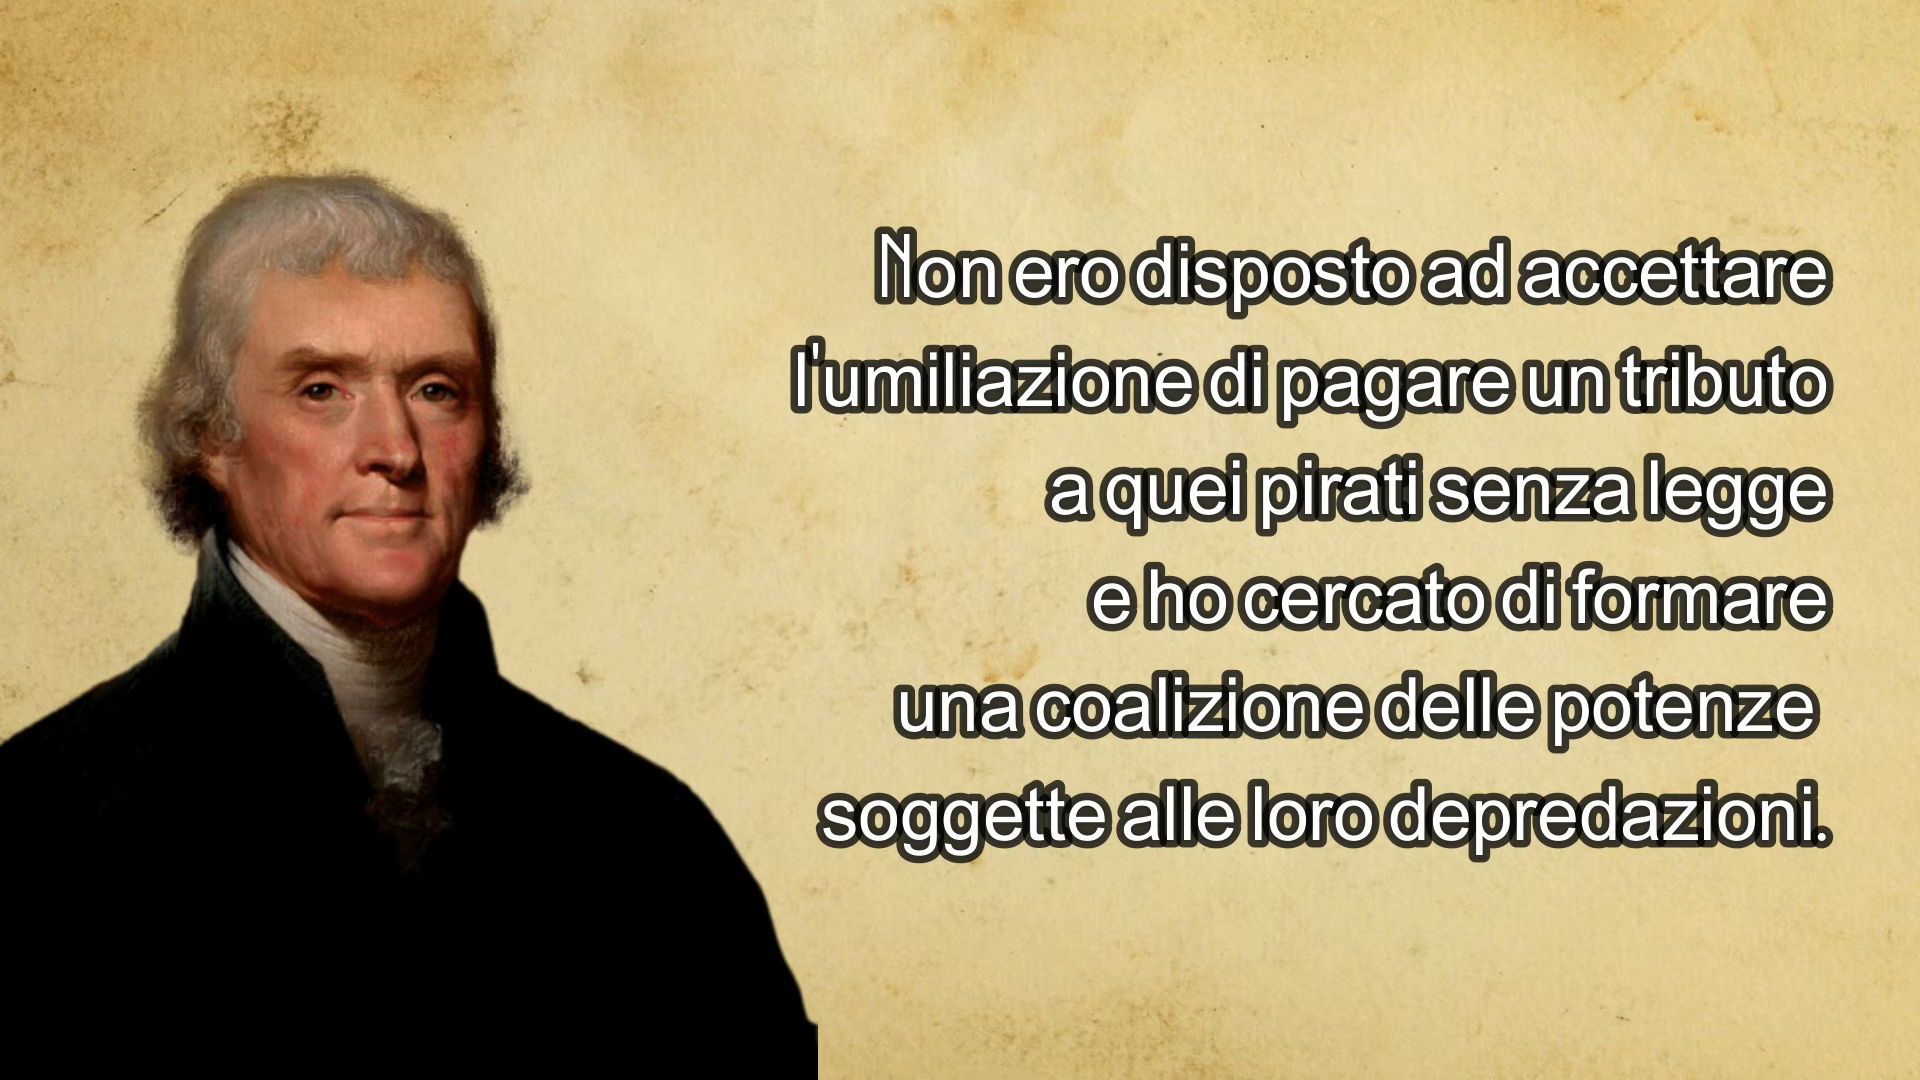 Non ero disposto ad accettare
l'umiliazione di pagare un tributo
a quei pirati senza legge
e ho cercato di formare
una coalizione delle potenze
soggette alle loro depredazioni.